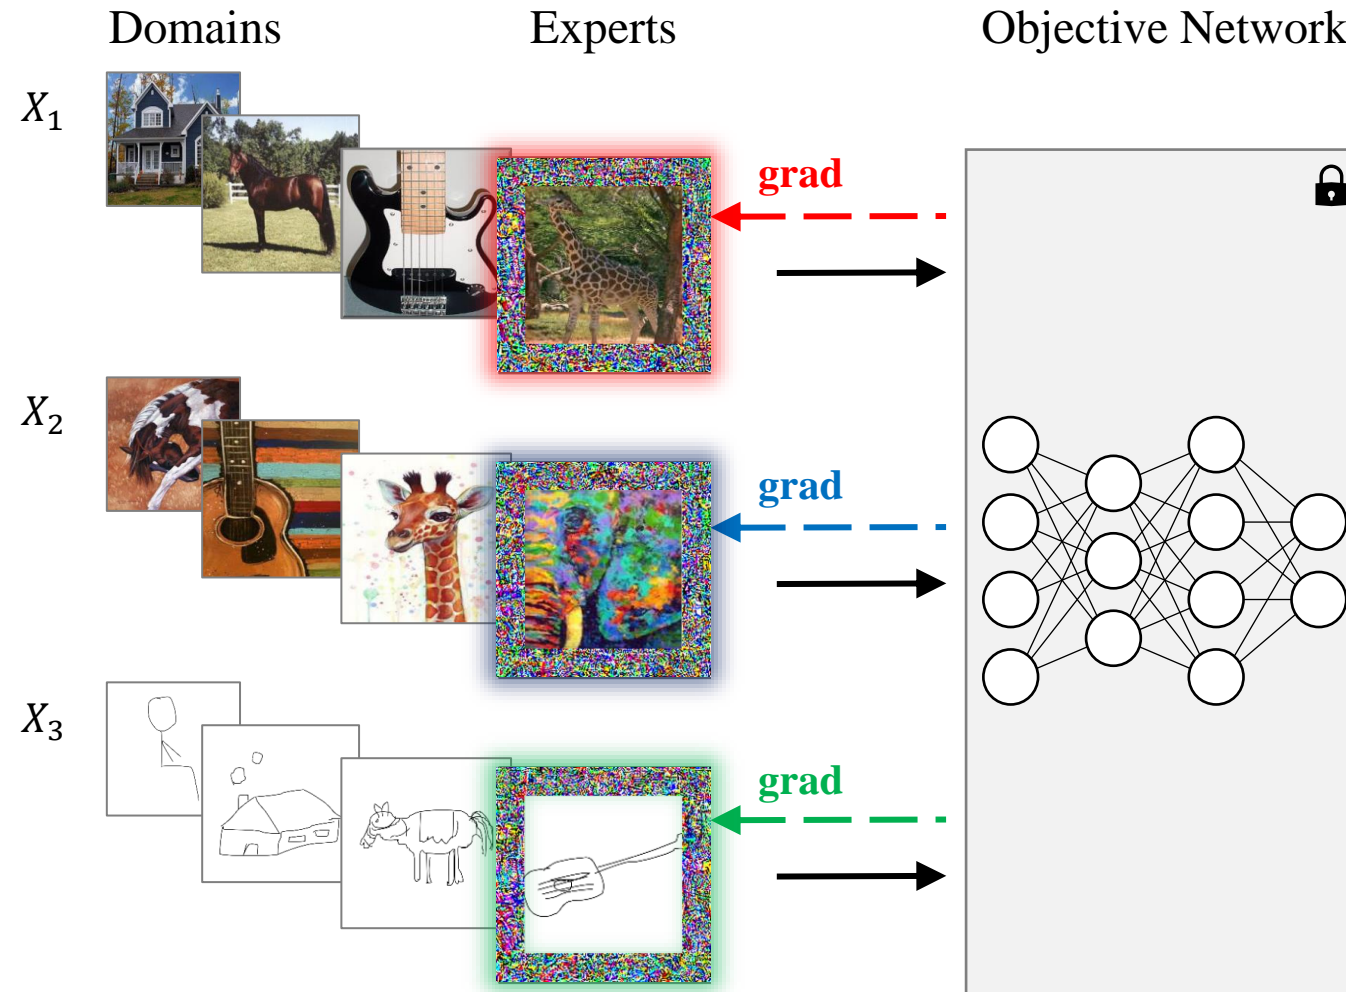 Domains
Experts
Objective Network
X₁
grad
X₂
grad
X₃
grad